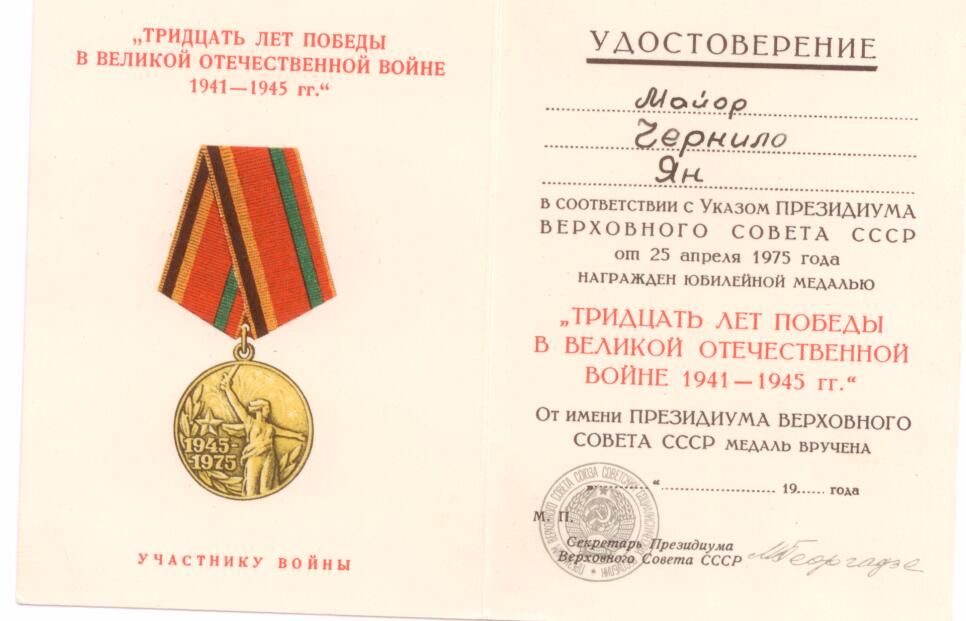 „ТРИДЦАТЬ ЛЕТ ПОБЕДЫ
В ВЕЛИКОЙ ОТЕЧЕСТВЕННОЙ ВОЙНЕ
1941—1945 гг.“
1945-
1975
УЧАСТНИКУ ВОЙНЫ
УДОСТОВЕРЕНИЕ
Майор
Чернило
Ян
В СООТВЕТСТВИИ С УКАЗОМ ПРЕЗИДИУМА
ВЕРХОВНОГО СОВЕТА СССР
от 25 апреля 1975 года
НАГРАЖДЕН ЮБИЛЕЙНОЙ МЕДАЛЬЮ
„ТРИДЦАТЬ ЛЕТ ПОБЕДЫ
В ВЕЛИКОЙ ОТЕЧЕСТВЕННОЙ
ВОЙНЕ 1941—1945 гг.“
От имени ПРЕЗИДИУМА ВЕРХОВНОГО
СОВЕТА СССР МЕДАЛЬ ВРУЧЕНА
„..........“ .................... 19...... года
М. П.
Секретарь Президиума
Верховного Совета СССР
МГеоргадзе